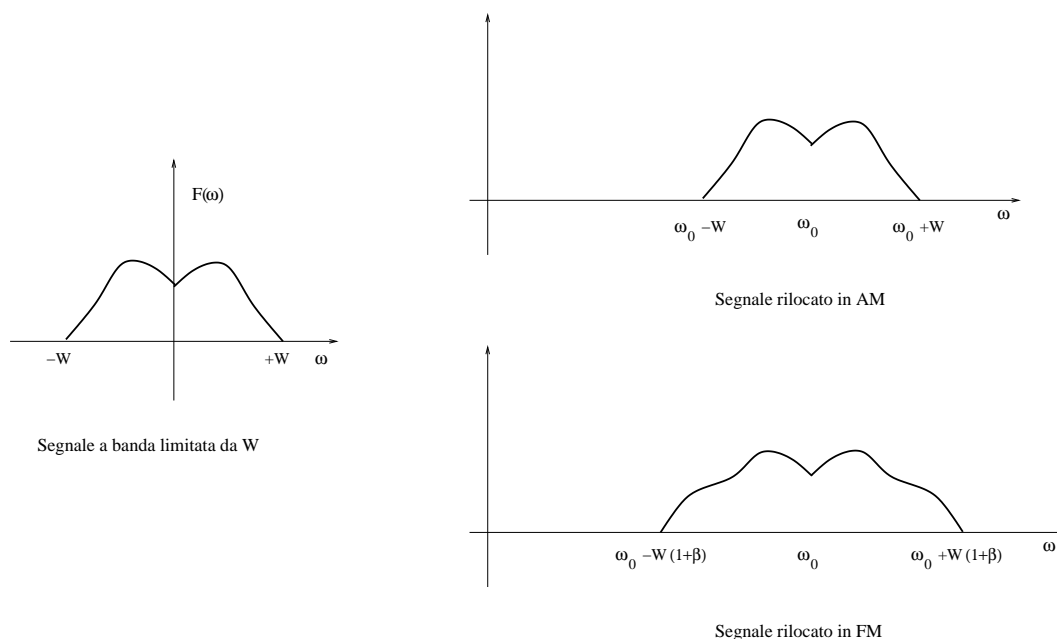 F(ω)
−W
+W
ω
Segnale a banda limitata da W
ω
ω0 −W
ω0
ω0 +W
Segnale rilocato in AM
ω
ω0 −W (1+β)
ω0
ω0 +W (1+β)
Segnale rilocato in FM